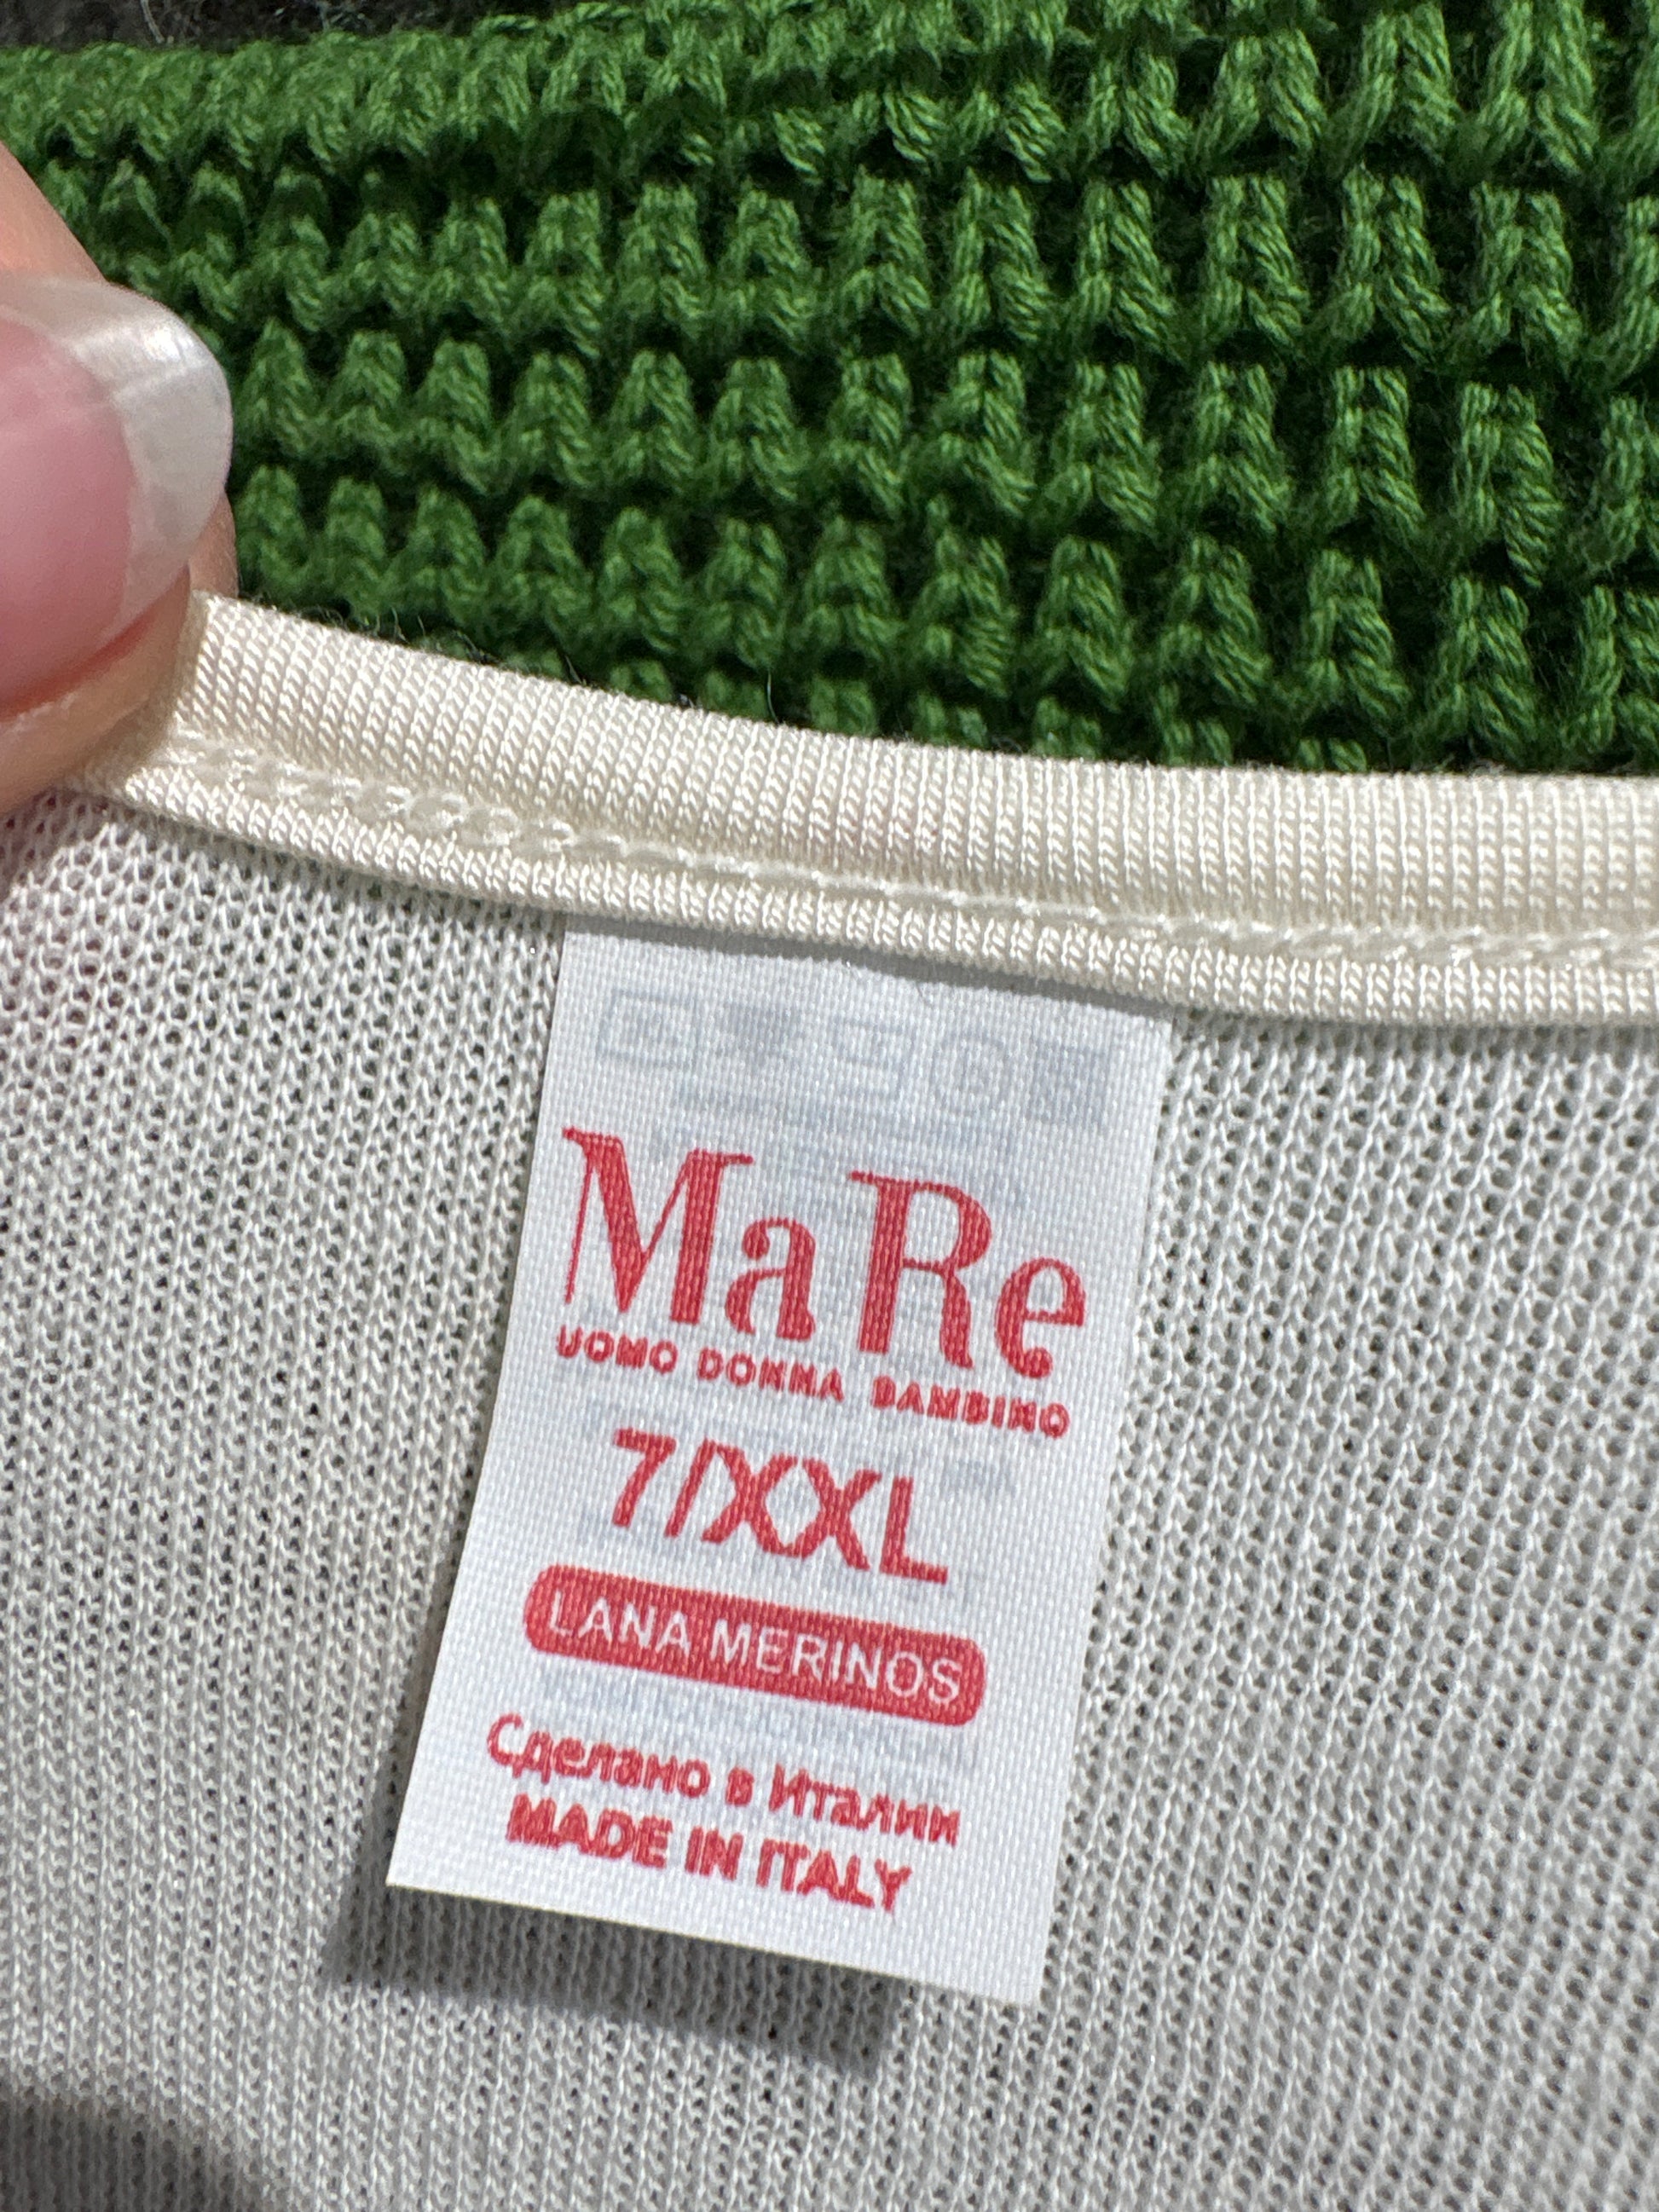 MaRe
UOMO DONNA BAMBINO
7/XXL
LANA MERINOS
Сделано в Италии
MADE IN ITALY